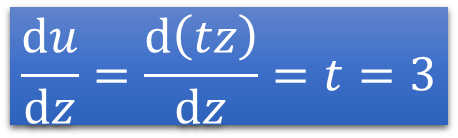 du/dz = d(tz)/dz = t = 3